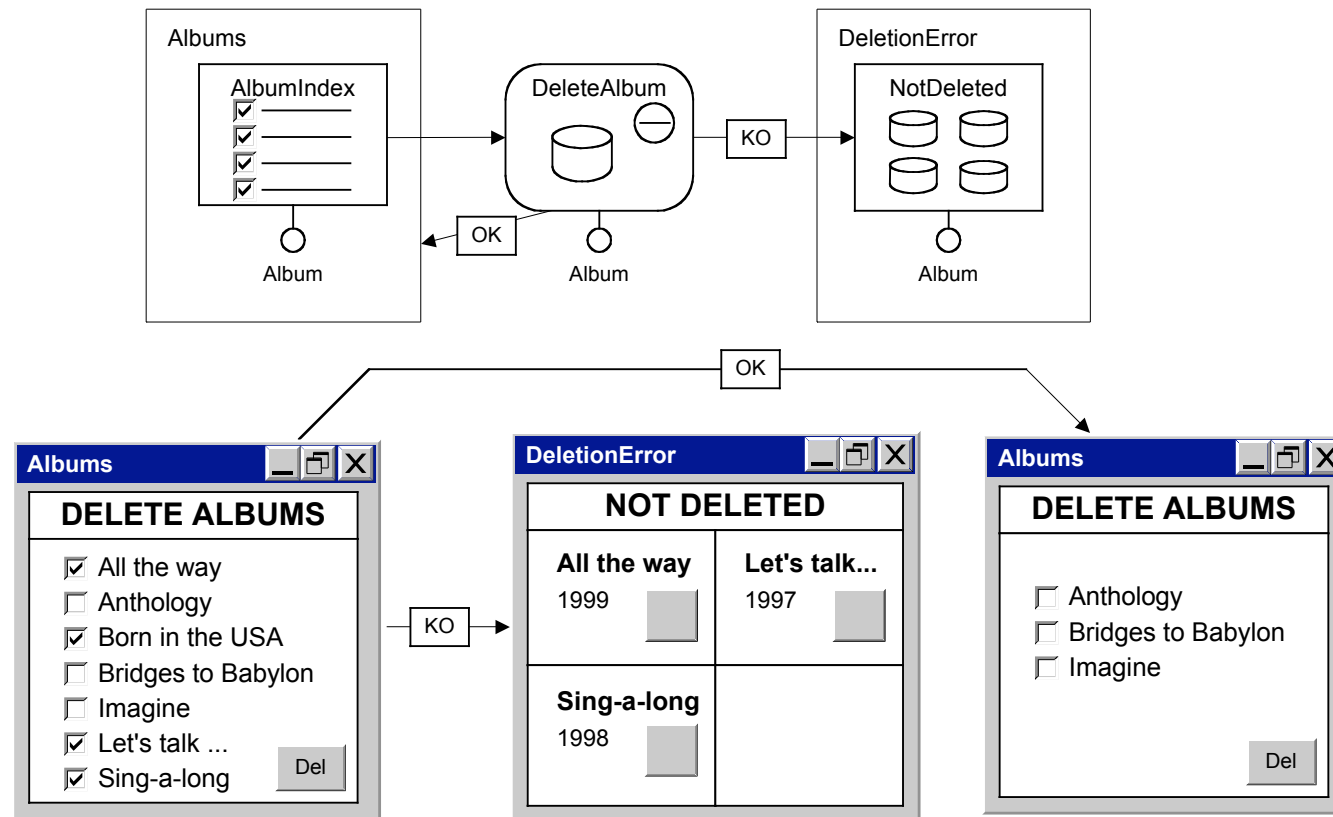 Albums
DeletionError
AlbumIndex
DeleteAlbum
NotDeleted
KO
OK
Album
Album
Album
OK
Albums
DELETE ALBUMS
All the way
Anthology
Born in the USA
Bridges to Babylon
Imagine
Let's talk ...
Sing-a-long
Del
KO
DeletionError
NOT DELETED
All the way
1999
Let's talk...
1997
Sing-a-long
1998
Albums
DELETE ALBUMS
Anthology
Bridges to Babylon
Imagine
Del